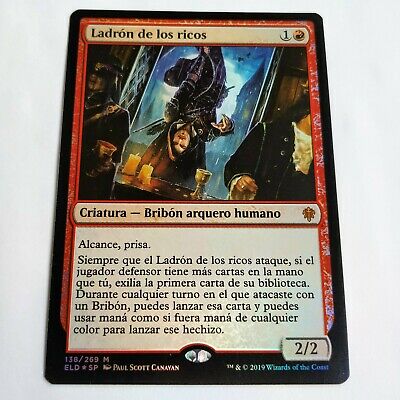 Ladrón de los ricos 1
Criatura — Bribón arquero humano
Alcance, prisa.
Siempre que el Ladrón de los ricos ataque, si el
jugador defensor tiene más cartas en la mano
que tú, exilia la primera carta de su biblioteca.
Durante cualquier turno en el que atacaste con
un Bribón, puedes lanzar esa carta y puedes
usar maná como si fuera maná de cualquier
color para lanzar ese hechizo.
2/2
138/269 M
ELD ★ SP Paul Scott Canavan
™ & © 2019 Wizards of the Coast